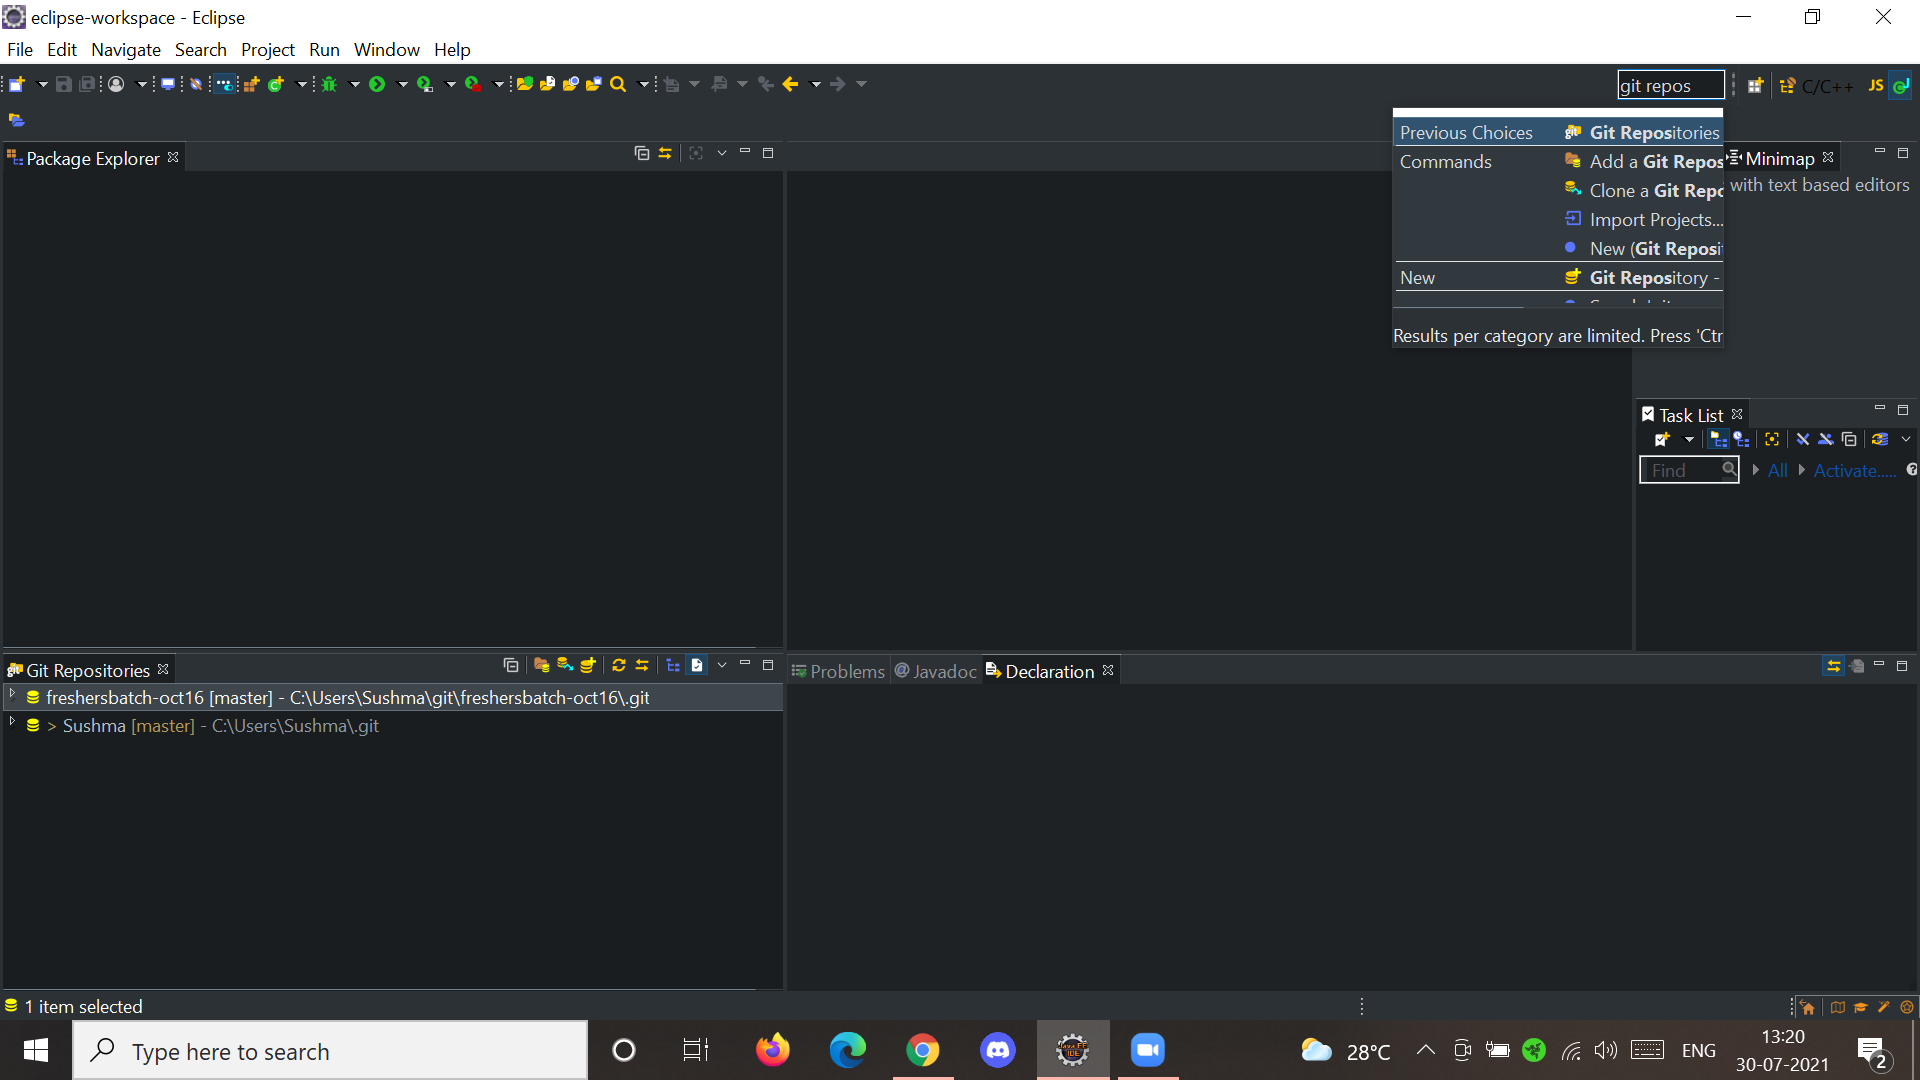 eclipse-workspace - Eclipse
File Edit Navigate Search Project Run Window Help
git repos
C/C++
JS
Package Explorer
Previous Choices Git Repositories
Commands Add a Git Repos
Clone a Git Repo
Import Projects...
New (Git Reposi
New Git Repository -
Results per category are limited. Press 'Ctr
Minimap
with text based editors
Task List
Find All Activate.....
Git Repositories
freshersbatch-oct16 [master] - C:\Users\Sushma\git\freshersbatch-oct16\.git
> Sushma [master] - C:\Users\Sushma\.git
Problems @ Javadoc Declaration
1 item selected
Type here to search
Java EE
IDE
28°C
ENG
13:20
30-07-2021
2